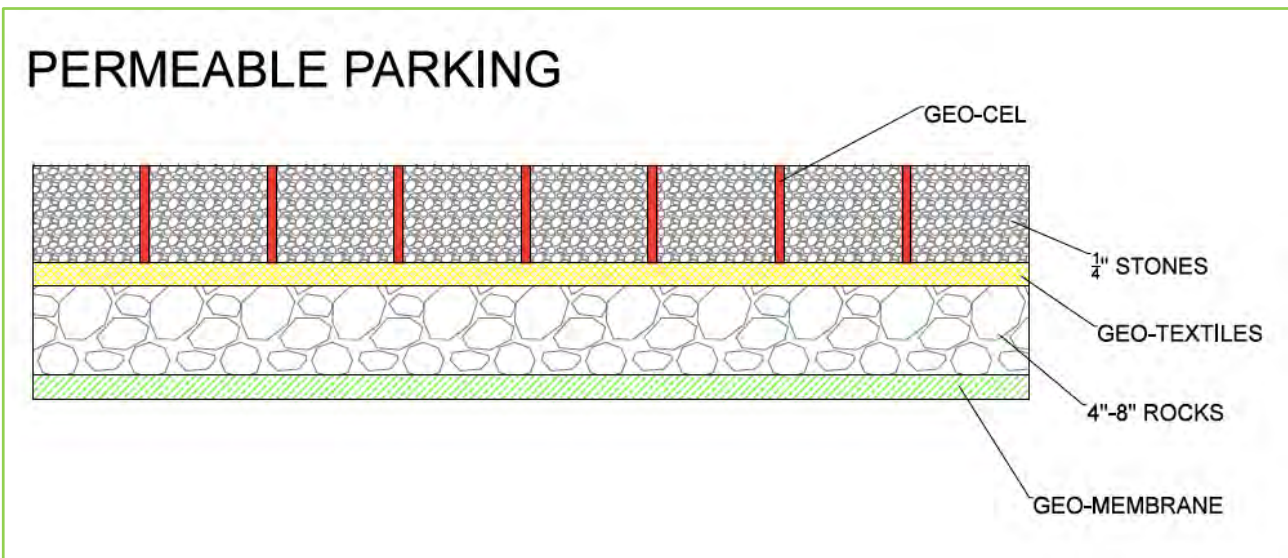 PERMEABLE PARKING
GEO-CEL
1/4" STONES
GEO-TEXTILES
4"-8" ROCKS
GEO-MEMBRANE